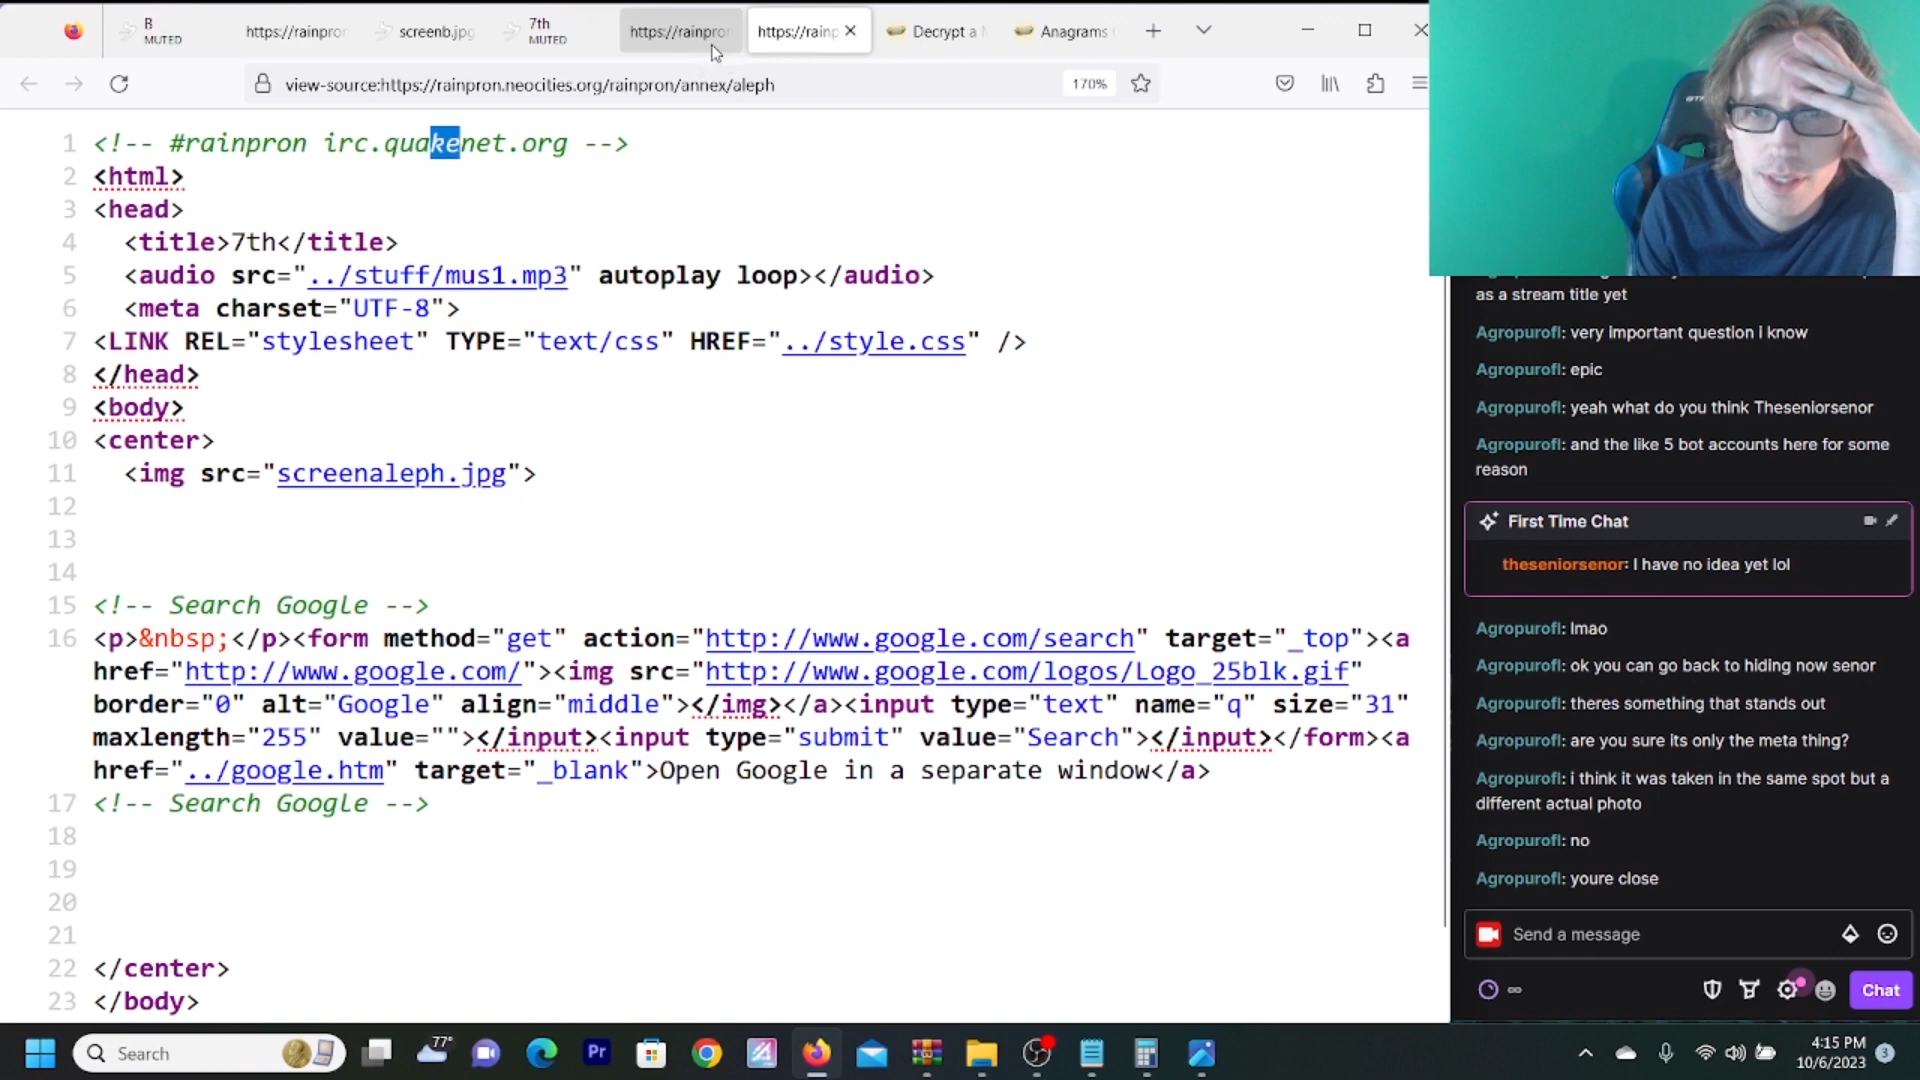 B
MUTED
https://rainpron
screenb.jpg
7th
MUTED
https://rainpron
https://rainp
Decrypt a
Anagrams
view-source:https://rainpron.neocities.org/rainpron/annex/aleph
170%
1 <!-- #rainpron irc.quakenet.org -->
2 <html>
3 <head>
4 <title>7th</title>
5 <audio src="../stuff/mus1.mp3" autoplay loop></audio>
6 <meta charset="UTF-8">
7 <LINK REL="stylesheet" TYPE="text/css" HREF="../style.css" />
8 </head>
9 <body>
10 <center>
11 <img src="screenaleph.jpg">
12
13
14
15 <!-- Search Google -->
16 <p>&nbsp;</p><form method="get" action="http://www.google.com/search" target="_top"><a
href="http://www.google.com/"><img src="http://www.google.com/logos/Logo_25blk.gif"
border="0" alt="Google" align="middle"></img></a><input type="text" name="q" size="31"
maxlength="255" value=""></input><input type="submit" value="Search"></input></form><a
href="../google.htm" target="_blank">Open Google in a separate window</a>
17 <!-- Search Google -->
18
19
20
21
22 </center>
23 </body>
as a stream title yet
Agropurofl: very important question i know
Agropurofl: epic
Agropurofl: yeah what do you think Theseniorsenor
Agropurofl: and the like 5 bot accounts here for some
reason
First Time Chat
theseniorsenor: I have no idea yet lol
Agropurofl: lmao
Agropurofl: ok you can go back to hiding now senor
Agropurofl: theres something that stands out
Agropurofl: are you sure its only the meta thing?
Agropurofl: i think it was taken in the same spot but a
different actual photo
Agropurofl: no
Agropurofl: youre close
Send a message
Chat
Search
77°
Pr
4:15 PM
10/6/2023
3